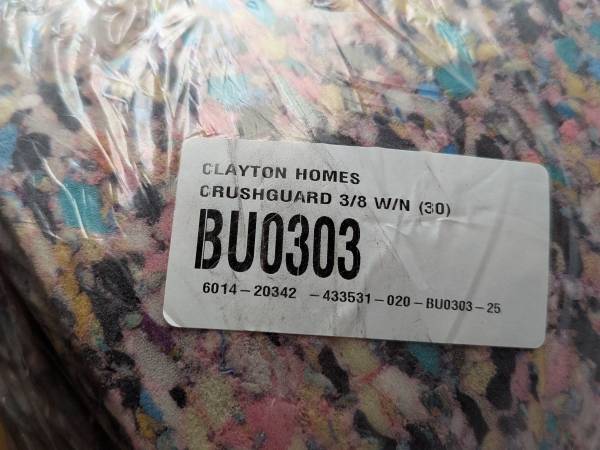 CLAYTON HOMES
CRUSHGUARD 3/8 W/N (30)
BU0303
6014-20342 -433531-020-BU0303-25